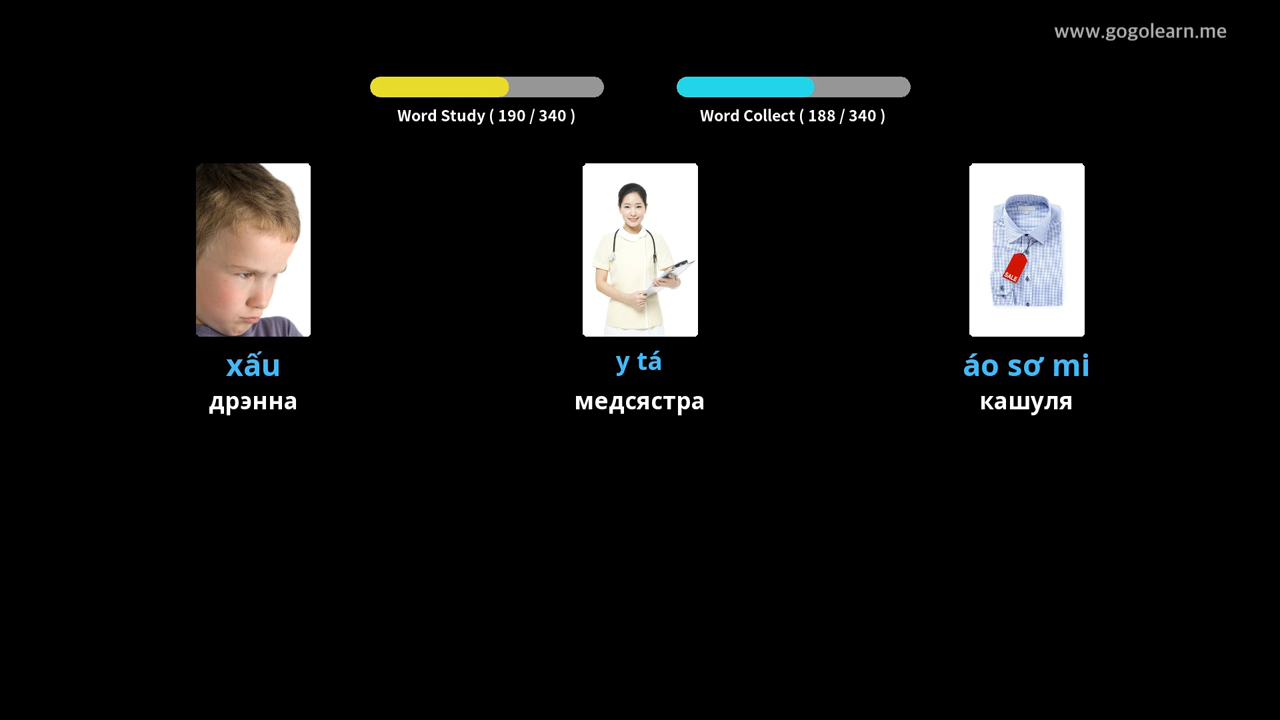 www.gogolearn.me
Word Study ( 190 / 340 )
Word Collect ( 188 / 340 )
SALE
xấu
y tá
áo sơ mi
дрэнна
медсястра
кашуля